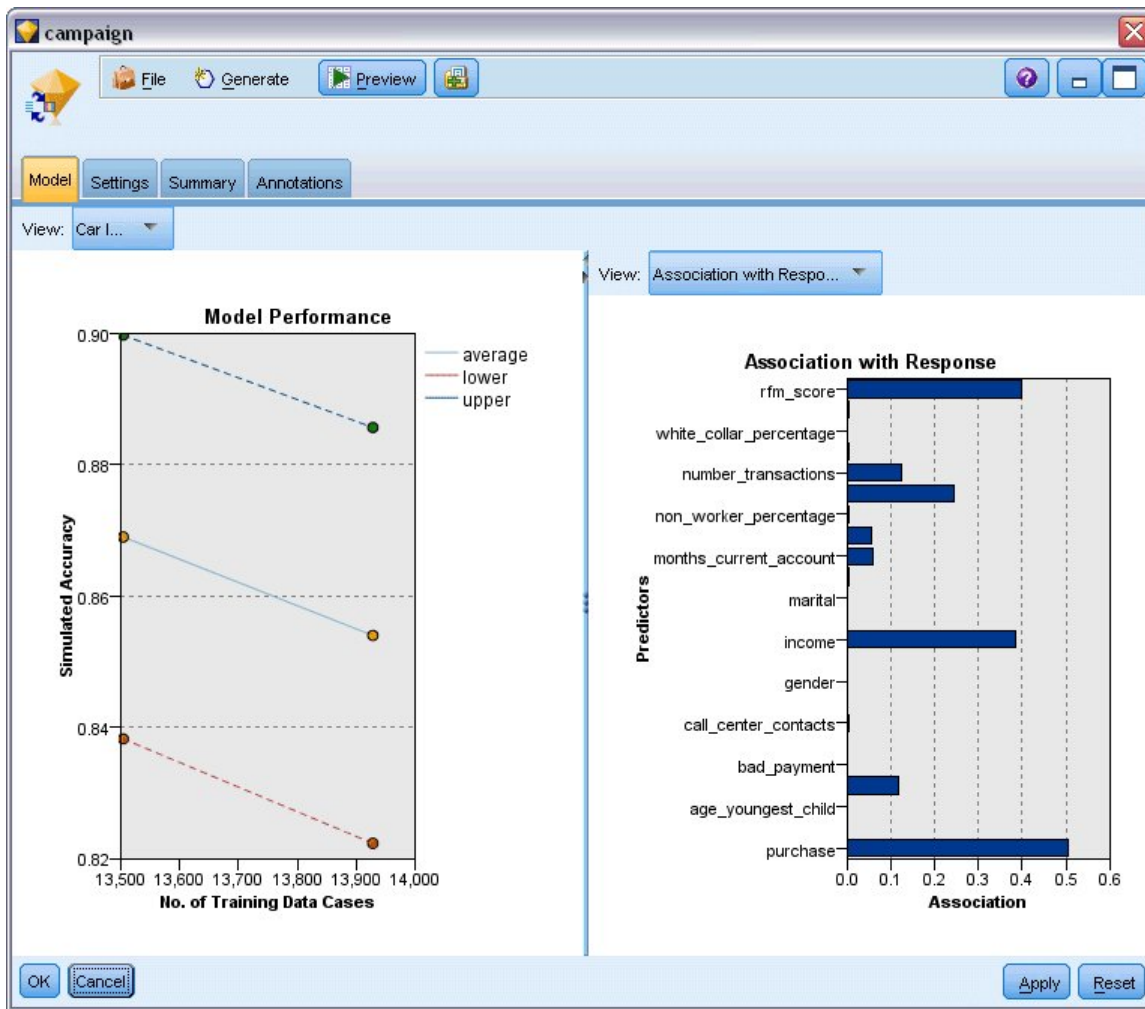 campaign
File
Generate
Preview
Model
Settings
Summary
Annotations
View: Car I...
View: Association with Respo...
Model Performance
0.90
0.88
0.86
0.84
0.82
Simulated Accuracy
13,500 13,600 13,700 13,800 13,900 14,000
No. of Training Data Cases
average
lower
upper
Association with Response
rfm_score
white_collar_percentage
number_transactions
non_worker_percentage
months_current_account
marital
income
gender
call_center_contacts
bad_payment
age_youngest_child
purchase
Predictors
0.0 0.1 0.2 0.3 0.4 0.5 0.6
Association
OK
Cancel
Apply
Reset